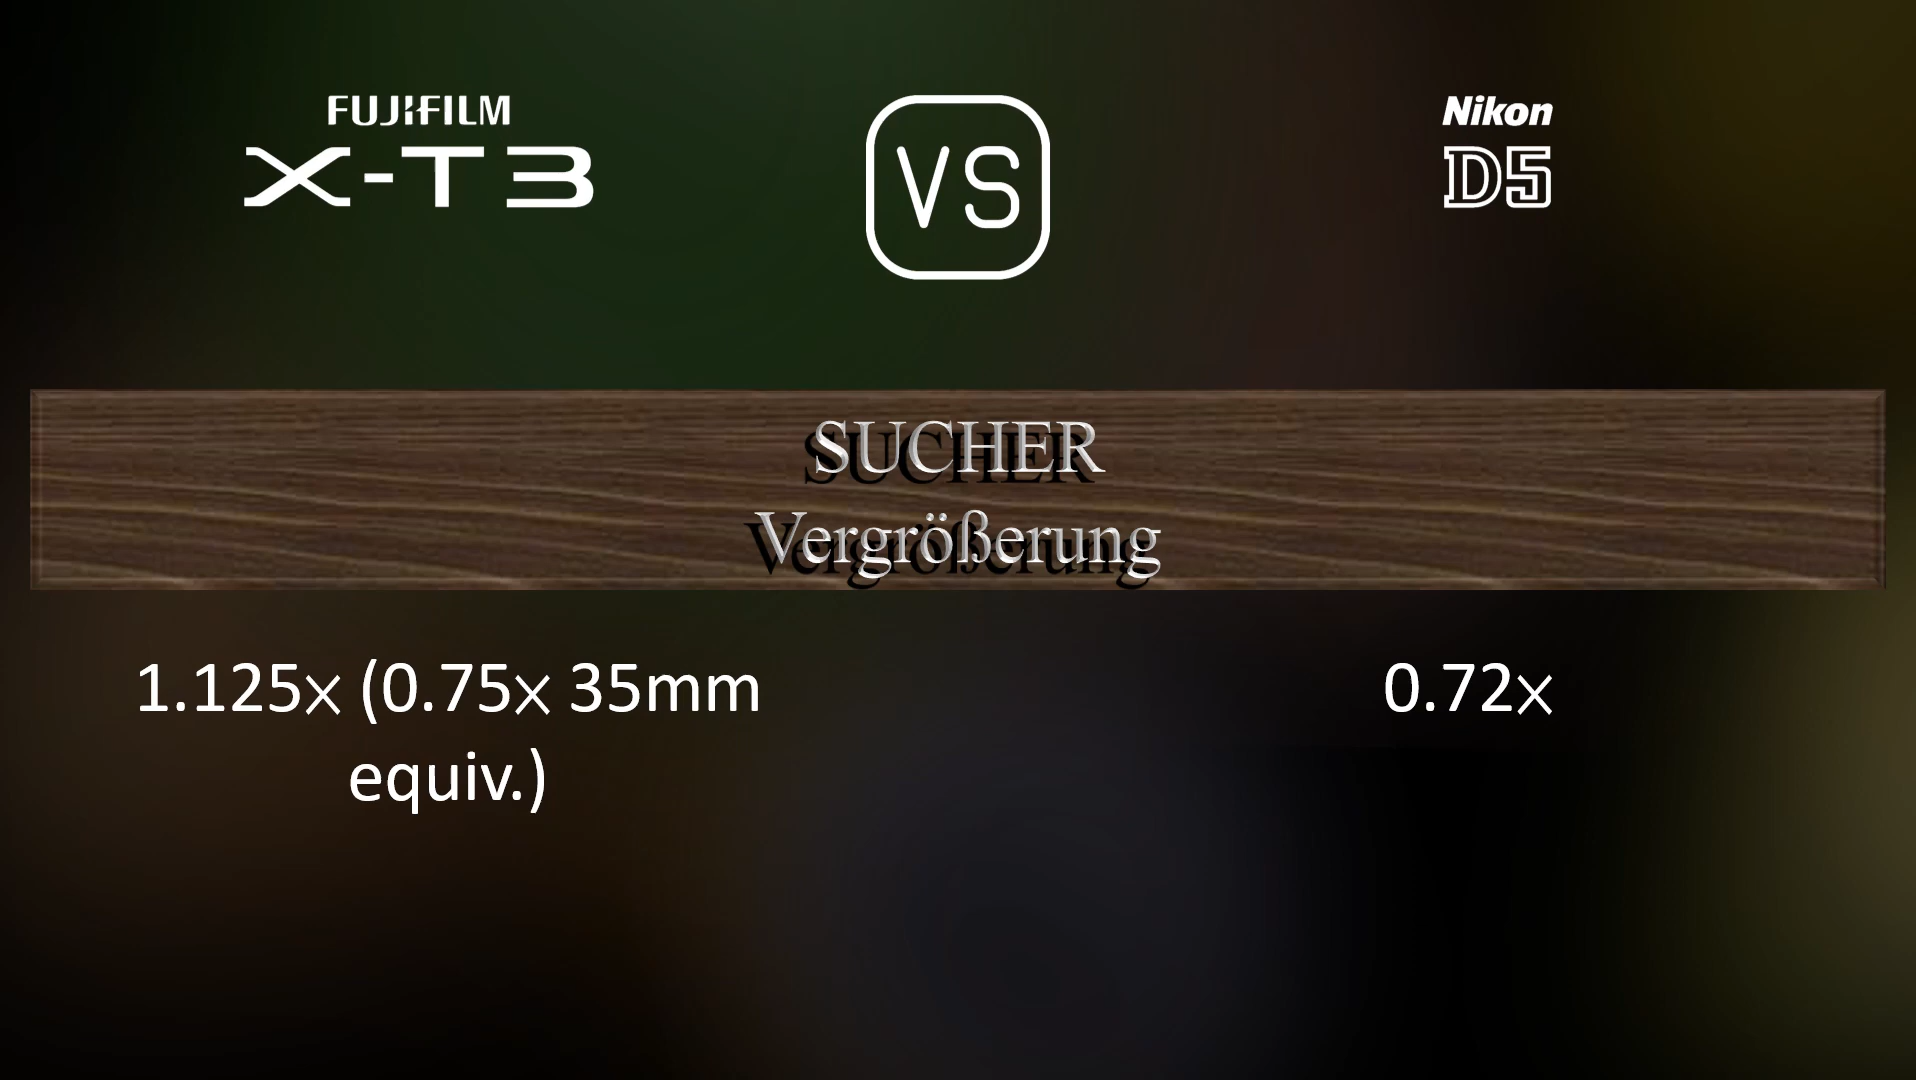 FUJIFILM
X-T3
VS
Nikon
D5
SUCHER
Vergrößerung
1.125x (0.75x 35mm
equiv.)
0.72x